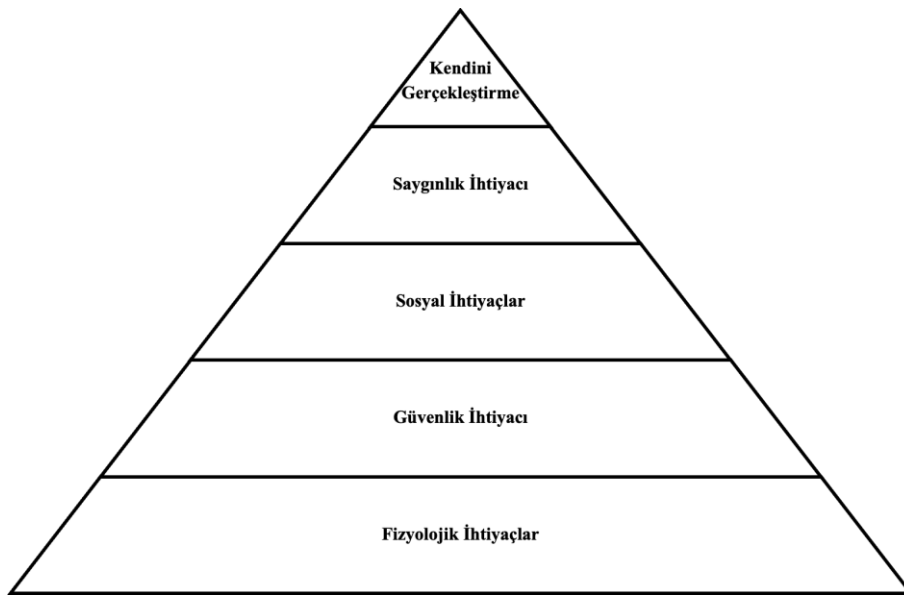 Kendini
Gerçekleştirme
Saygınlık İhtiyacı
Sosyal İhtiyaçlar
Güvenlik İhtiyacı
Fizyolojik İhtiyaçlar